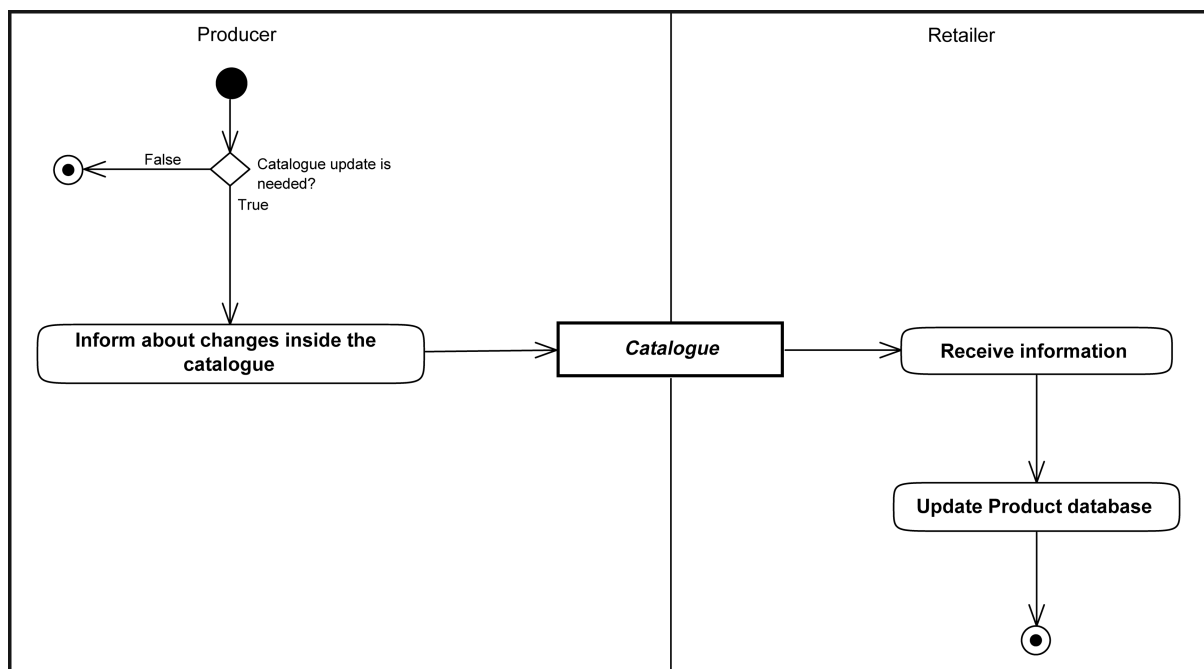 Producer
Retailer
False
Catalogue update is
needed?
True
Inform about changes inside the
catalogue
Catalogue
Receive information
Update Product database